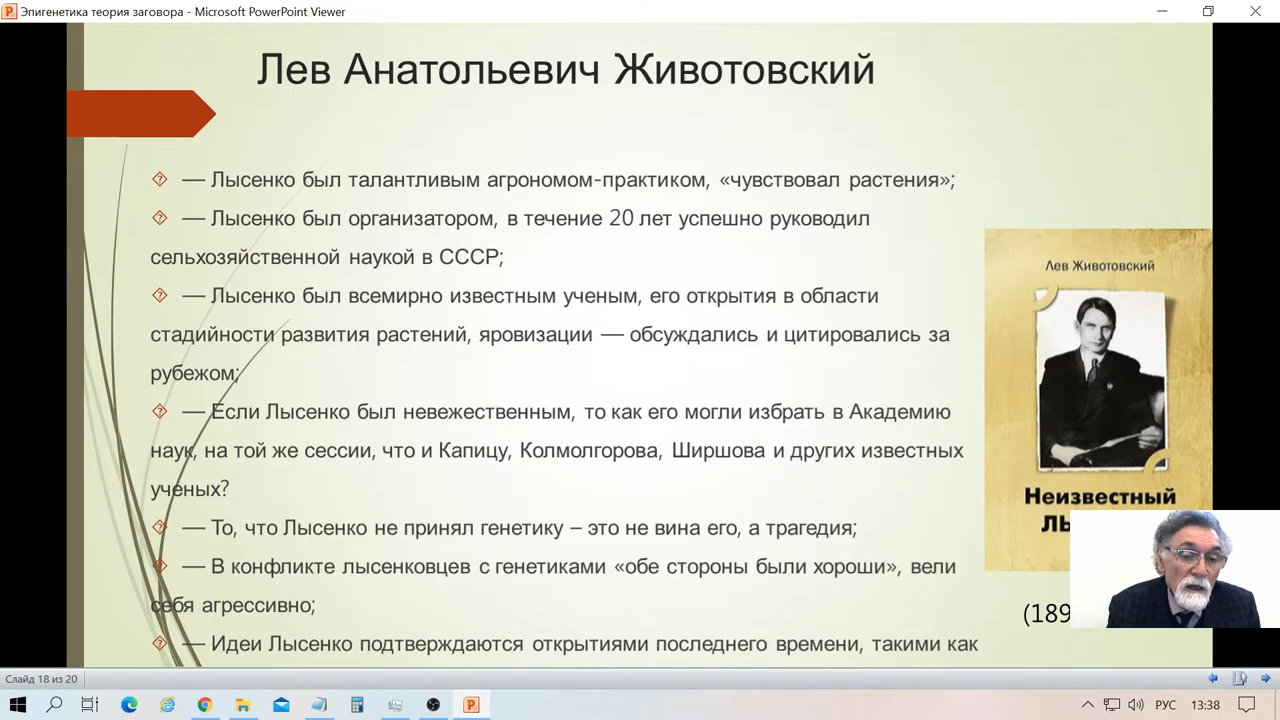 Эпигенетика теория заговора - Microsoft PowerPoint Viewer
Лев Анатольевич Животовский
— Лысенко был талантливым агрономом-практиком, «чувствовал растения»;
— Лысенко был организатором, в течение 20 лет успешно руководил
сельхозяйственной наукой в СССР;
— Лысенко был всемирно известным ученым, его открытия в области
стадийности развития растений, яровизации — обсуждались и цитировались за
рубежом;
— Если Лысенко был невежественным, то как его могли избрать в Академию
наук, на той же сессии, что и Капицу, Колмолгорова, Ширшова и других известных
ученых?
— То, что Лысенко не принял генетику – это не вина его, а трагедия;
— В конфликте лысенковцев с генетиками «обе стороны были хороши», вели
себя агрессивно;
— Идеи Лысенко подтверждаются открытиями последнего времени, такими как
Лев Животовский
Неизвестный
(189
Слайд 18 из 20
РУС
13:38